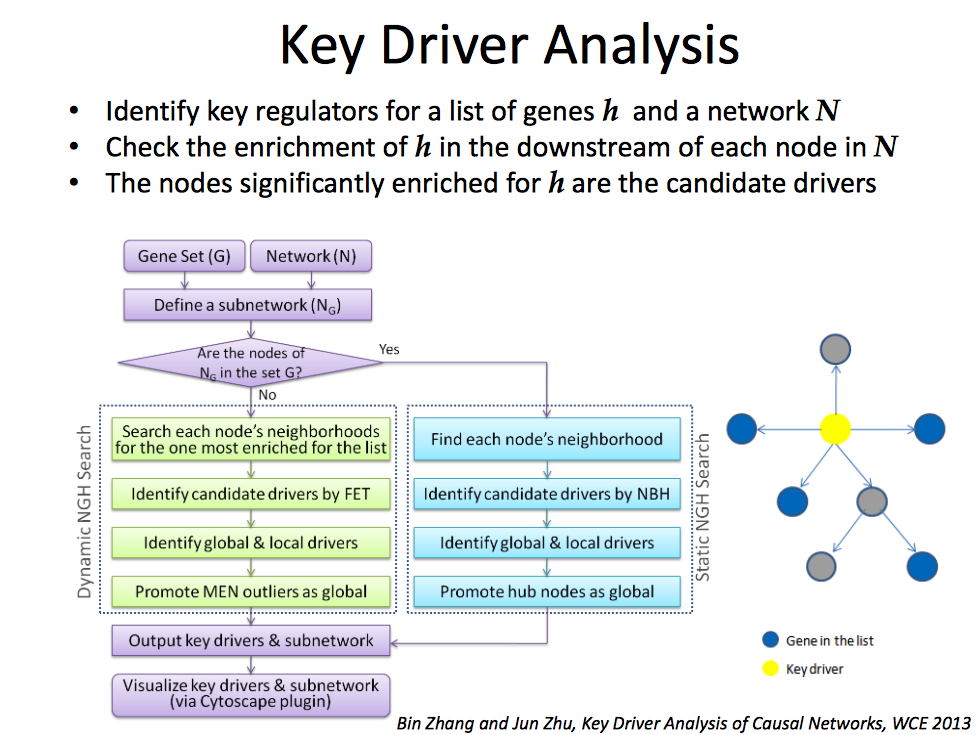 Key Driver Analysis
• Identify key regulators for a list of genes h and a network N
• Check the enrichment of h in the downstream of each node in N
• The nodes significantly enriched for h are the candidate drivers
Gene Set (G)
Network (N)
Define a subnetwork (NG)
Are the nodes of
NG in the set G?
Yes
No
Dynamic NGH Search
Search each node's neighborhoods
for the one most enriched for the list
Identify candidate drivers by FET
Identify global & local drivers
Promote MEN outliers as global
Find each node's neighborhood
Identify candidate drivers by NBH
Identify global & local drivers
Promote hub nodes as global
Static NGH Search
Output key drivers & subnetwork
Visualize key drivers & subnetwork
(via Cytoscape plugin)
Gene in the list
Key driver
Bin Zhang and Jun Zhu, Key Driver Analysis of Causal Networks, WCE 2013